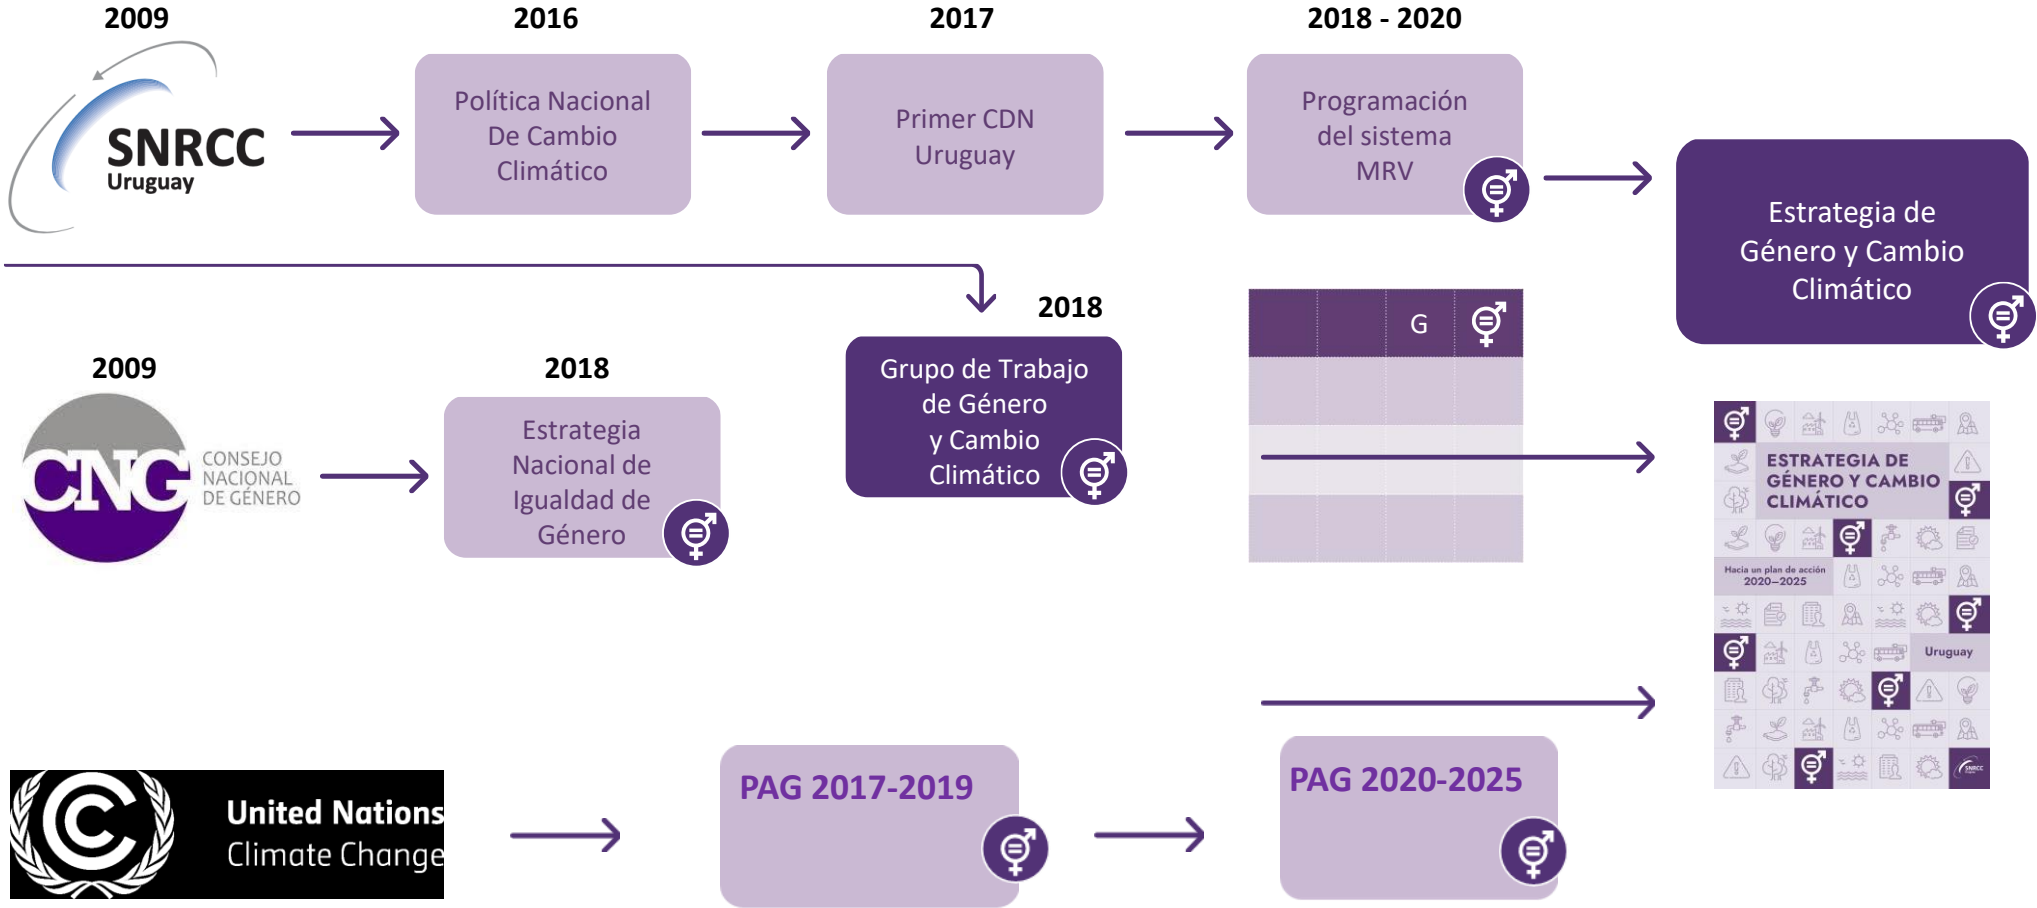 2009
2016
2017
2018 - 2020
SNRCC
Uruguay
Política Nacional
De Cambio
Climático
Primer CDN
Uruguay
Programación
del sistema
MRV
Estrategia de
Género y Cambio
Climático
2018
Grupo de Trabajo
de Género
y Cambio
Climático
G
2009
CNG
CONSEJO
NACIONAL
DE GÉNERO
2018
Estrategia
Nacional de
Igualdad de
Género
ESTRATEGIA DE
GÉNERO Y CAMBIO
CLIMÁTICO
Hacia un plan de acción
2020—2025
Uruguay
SNRCC
United Nations
Climate Change
PAG 2017-2019
PAG 2020-2025